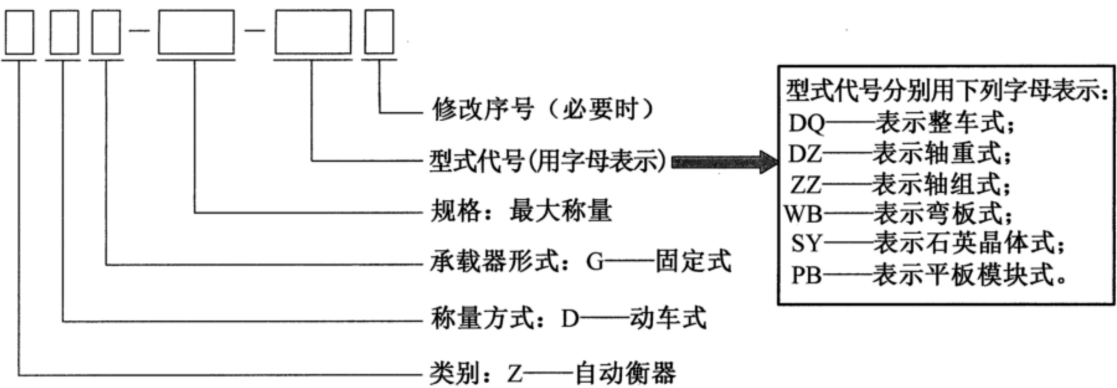 修改序号（必要时）
型式代号(用字母表示)
规格：最大称量
承载器形式：G——固定式
称量方式：D——动车式
类别：Z——自动衡器
型式代号分别用下列字母表示：
DQ——表示整车式；
DZ——表示轴重式；
ZZ——表示轴组式；
WB——表示弯板式；
SY——表示石英晶体式；
PB——表示平板模块式。